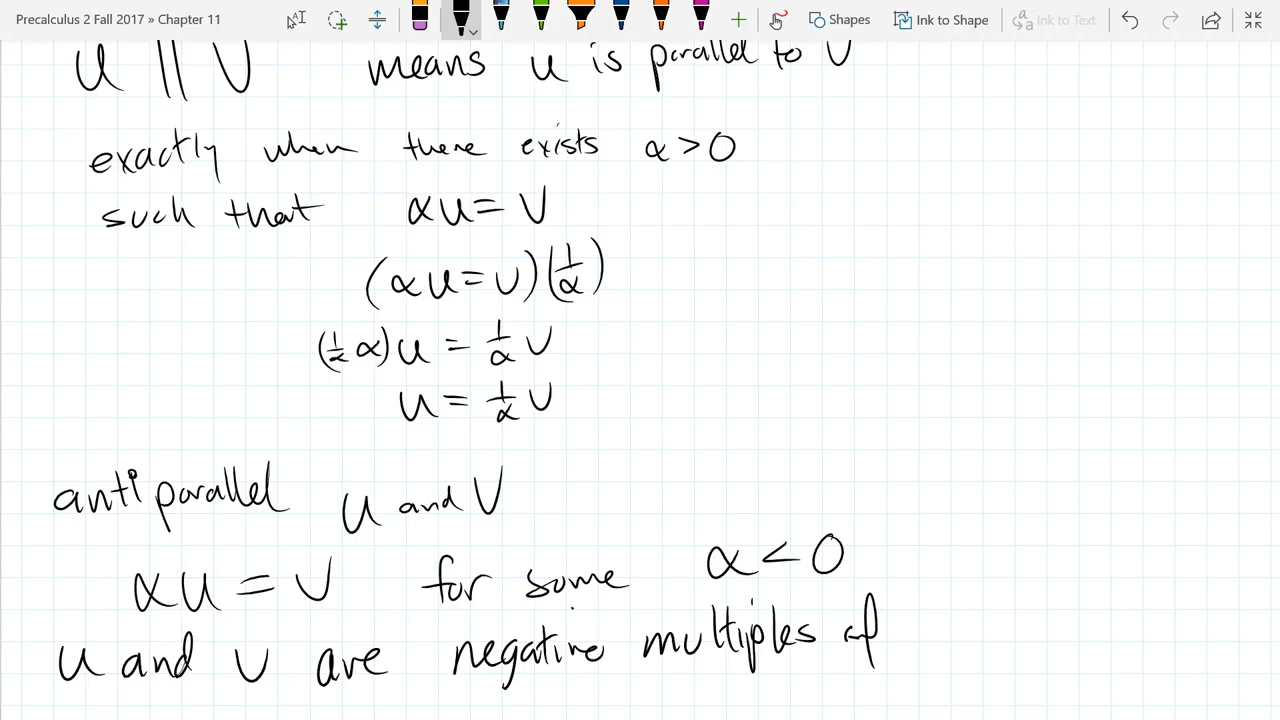 Precalculus 2 Fall 2017 » Chapter 11
Shapes
Ink to Shape
Ink to Text
u || v means u is parallel to v
exactly when there exists α > 0
such that αu = v
(αu = v)(1/α)
(1/α α)u = 1/α v
u = 1/α v
antiparallel u and v
αu = v for some α < 0
u and v are negative multiples of